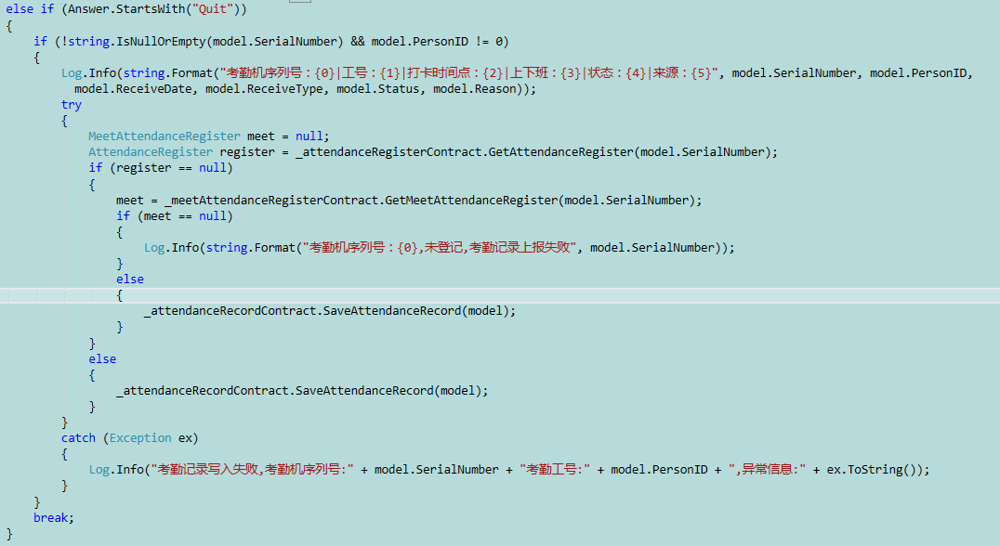 else if (Answer.StartsWith("Quit"))
{
if (!string.IsNullOrEmpty(model.SerialNumber) && model.PersonID != 0)
{
Log.Info(string.Format("考勤机序列号：{0}|工号：{1}|打卡时间点：{2}|上下班：{3}|状态：{4}|来源：{5}", model.SerialNumber, model.PersonID,
model.ReceiveDate, model.ReceiveType, model.Status, model.Reason));
try
{
MeetAttendanceRegister meet = null;
AttendanceRegister register = _attendanceRegisterContract.GetAttendanceRegister(model.SerialNumber);
if (register == null)
{
meet = _meetAttendanceRegisterContract.GetMeetAttendanceRegister(model.SerialNumber);
if (meet == null)
{
Log.Info(string.Format("考勤机序列号：{0},未登记,考勤记录上报失败", model.SerialNumber));
}
else
{
_attendanceRecordContract.SaveAttendanceRecord(model);
}
}
else
{
_attendanceRecordContract.SaveAttendanceRecord(model);
}
}
catch (Exception ex)
{
Log.Info("考勤记录写入失败,考勤机序列号:" + model.SerialNumber + "考勤工号:" + model.PersonID + ",异常信息:" + ex.ToString());
}
}
break;
}